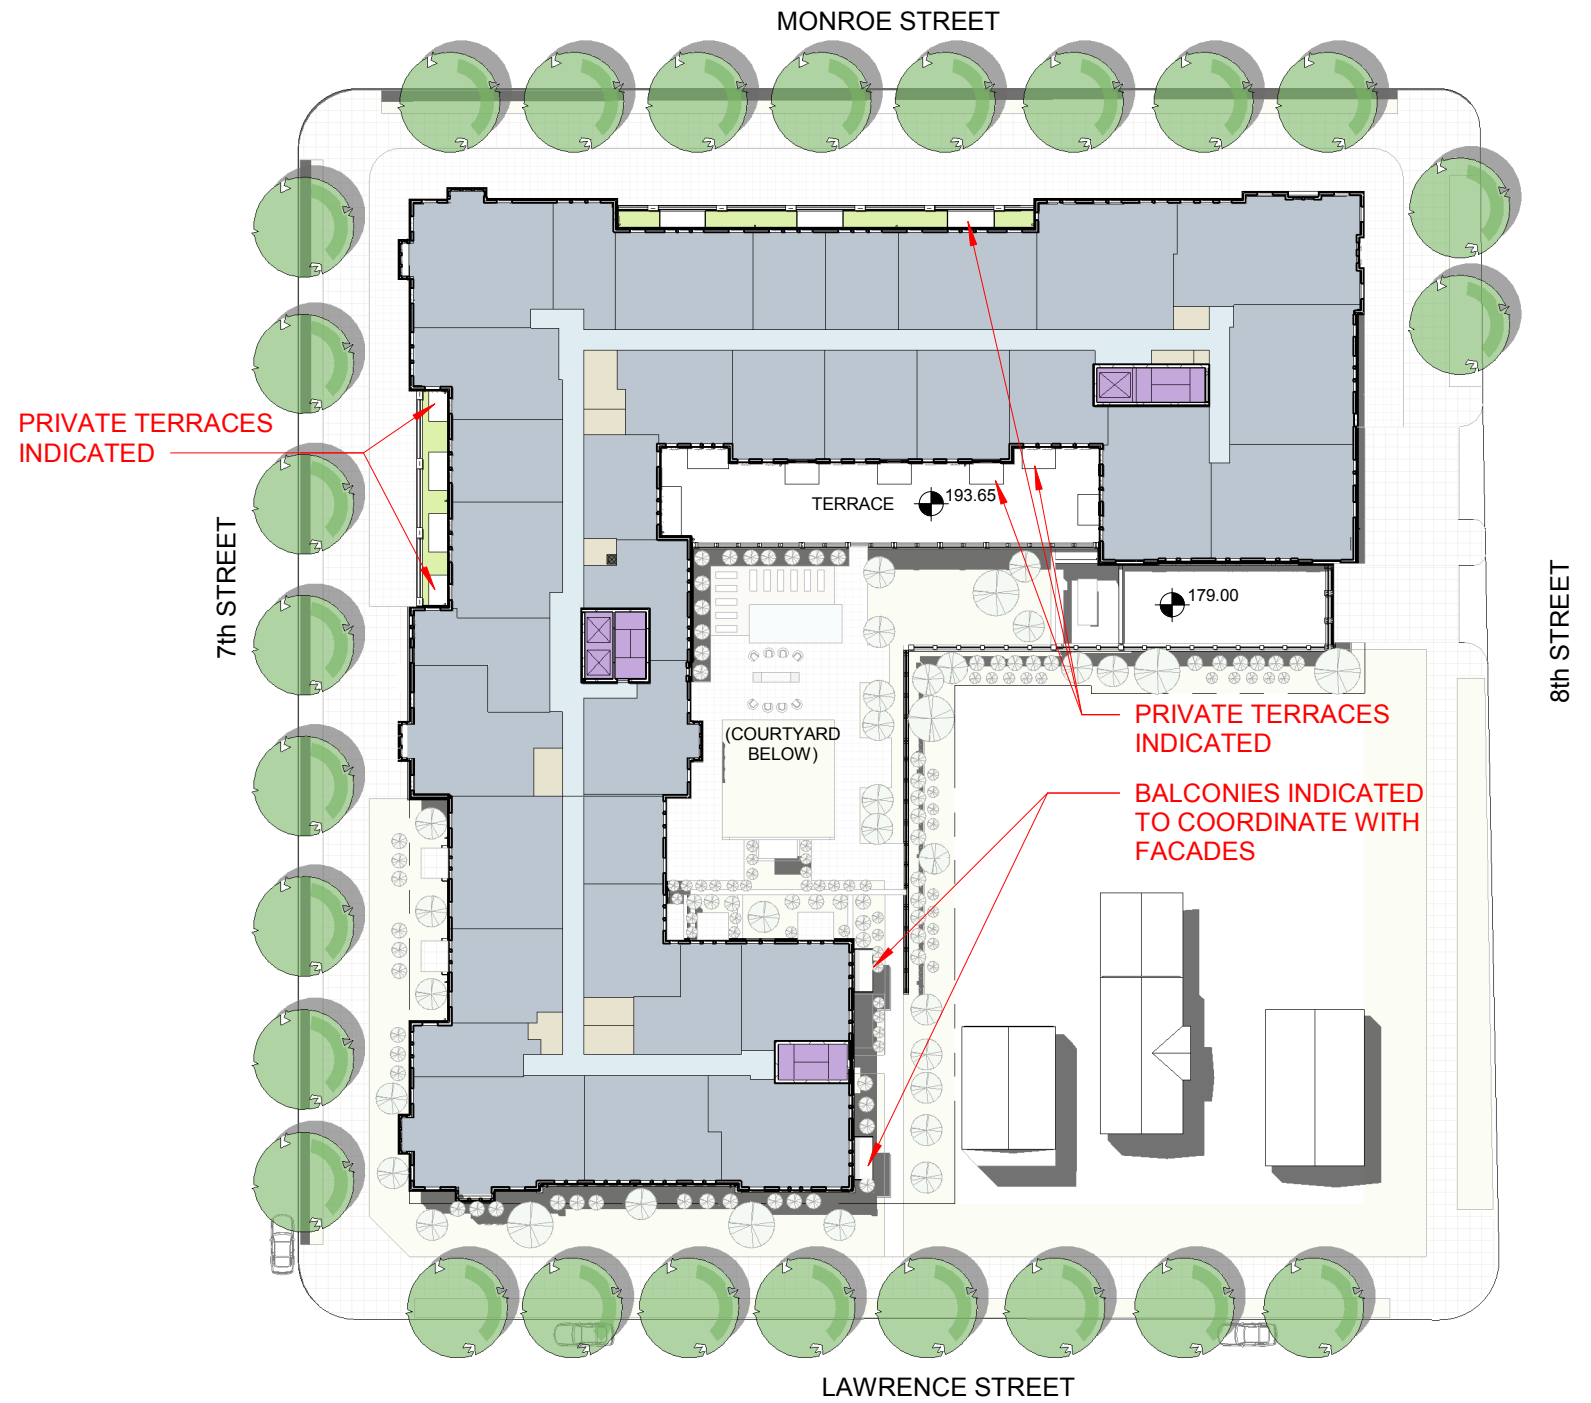 MONROE STREET
PRIVATE TERRACES
INDICATED
7th STREET
TERRACE
193.65
179.00
8th STREET
(COURTYARD
BELOW)
PRIVATE TERRACES
INDICATED
BALCONIES INDICATED
TO COORDINATE WITH
FACADES
LAWRENCE STREET